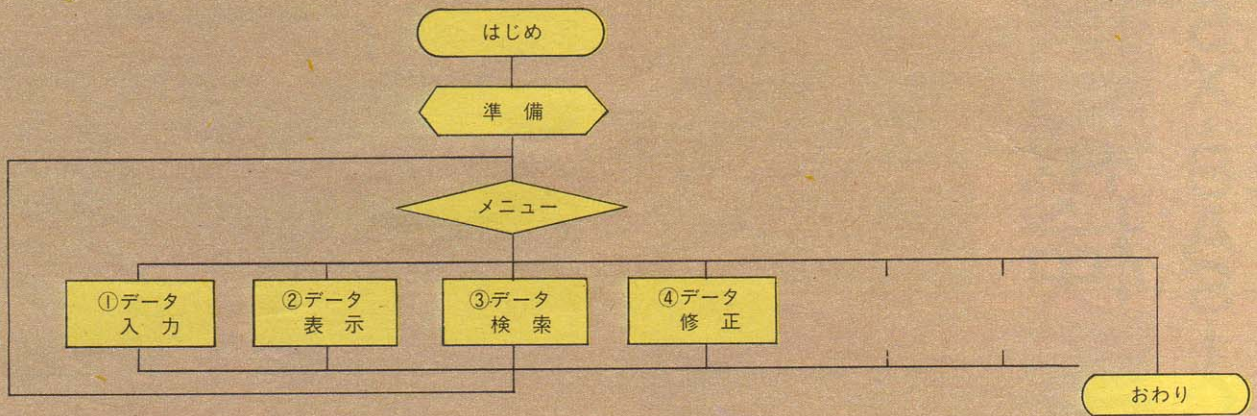 はじめ
準　備
メニュー
①データ
入　力
②データ
表　示
③データ
検　索
④データ
修　正
おわり